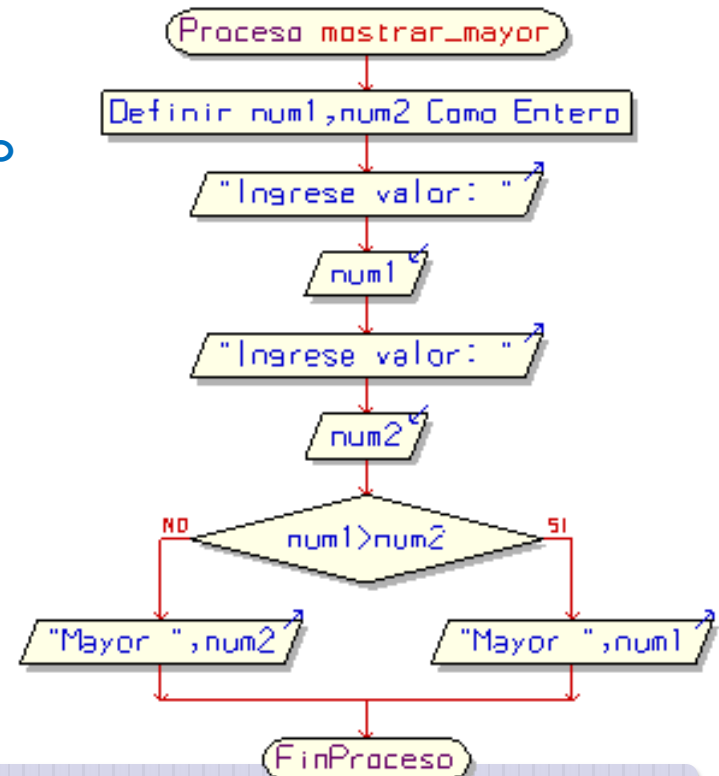 Proceso mostrar_mayor
Definir num1,num2 Como Entero
"Ingrese valor: "
num1
"Ingrese valor: "
num2
NO
num1>num2
SI
"Mayor ",num2
"Mayor ",num1
FinProceso